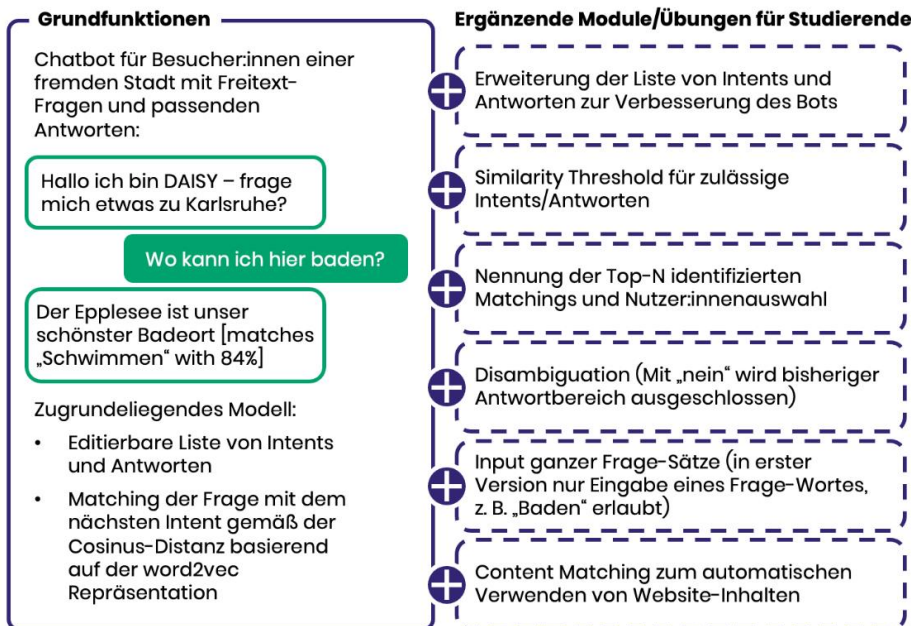 Grundfunktionen
Chatbot für Besucher:innen einer
fremden Stadt mit Freitext-
Fragen und passenden
Antworten:
Hallo ich bin DAISY – frage
mich etwas zu Karlsruhe?
Wo kann ich hier baden?
Der Epplesee ist unser
schönster Badeort [matches
„Schwimmen“ with 84%]
Zugrundeliegendes Modell:
• Editierbare Liste von Intents
und Antworten
• Matching der Frage mit dem
nächsten Intent gemäß der
Cosinus-Distanz basierend
auf der word2vec
Repräsentation
Ergänzende Module/Übungen für Studierende
Erweiterung der Liste von Intents und
Antworten zur Verbesserung des Bots
Similarity Threshold für zulässige
Intents/Antworten
Nennung der Top-N identifizierten
Matchings und Nutzer:innenauswahl
Disambiguation (Mit „nein“ wird bisheriger
Antwortbereich ausgeschlossen)
Input ganzer Frage-Sätze (in erster
Version nur Eingabe eines Frage-Wortes,
z. B. „Baden“ erlaubt)
Content Matching zum automatischen
Verwenden von Website-Inhalten